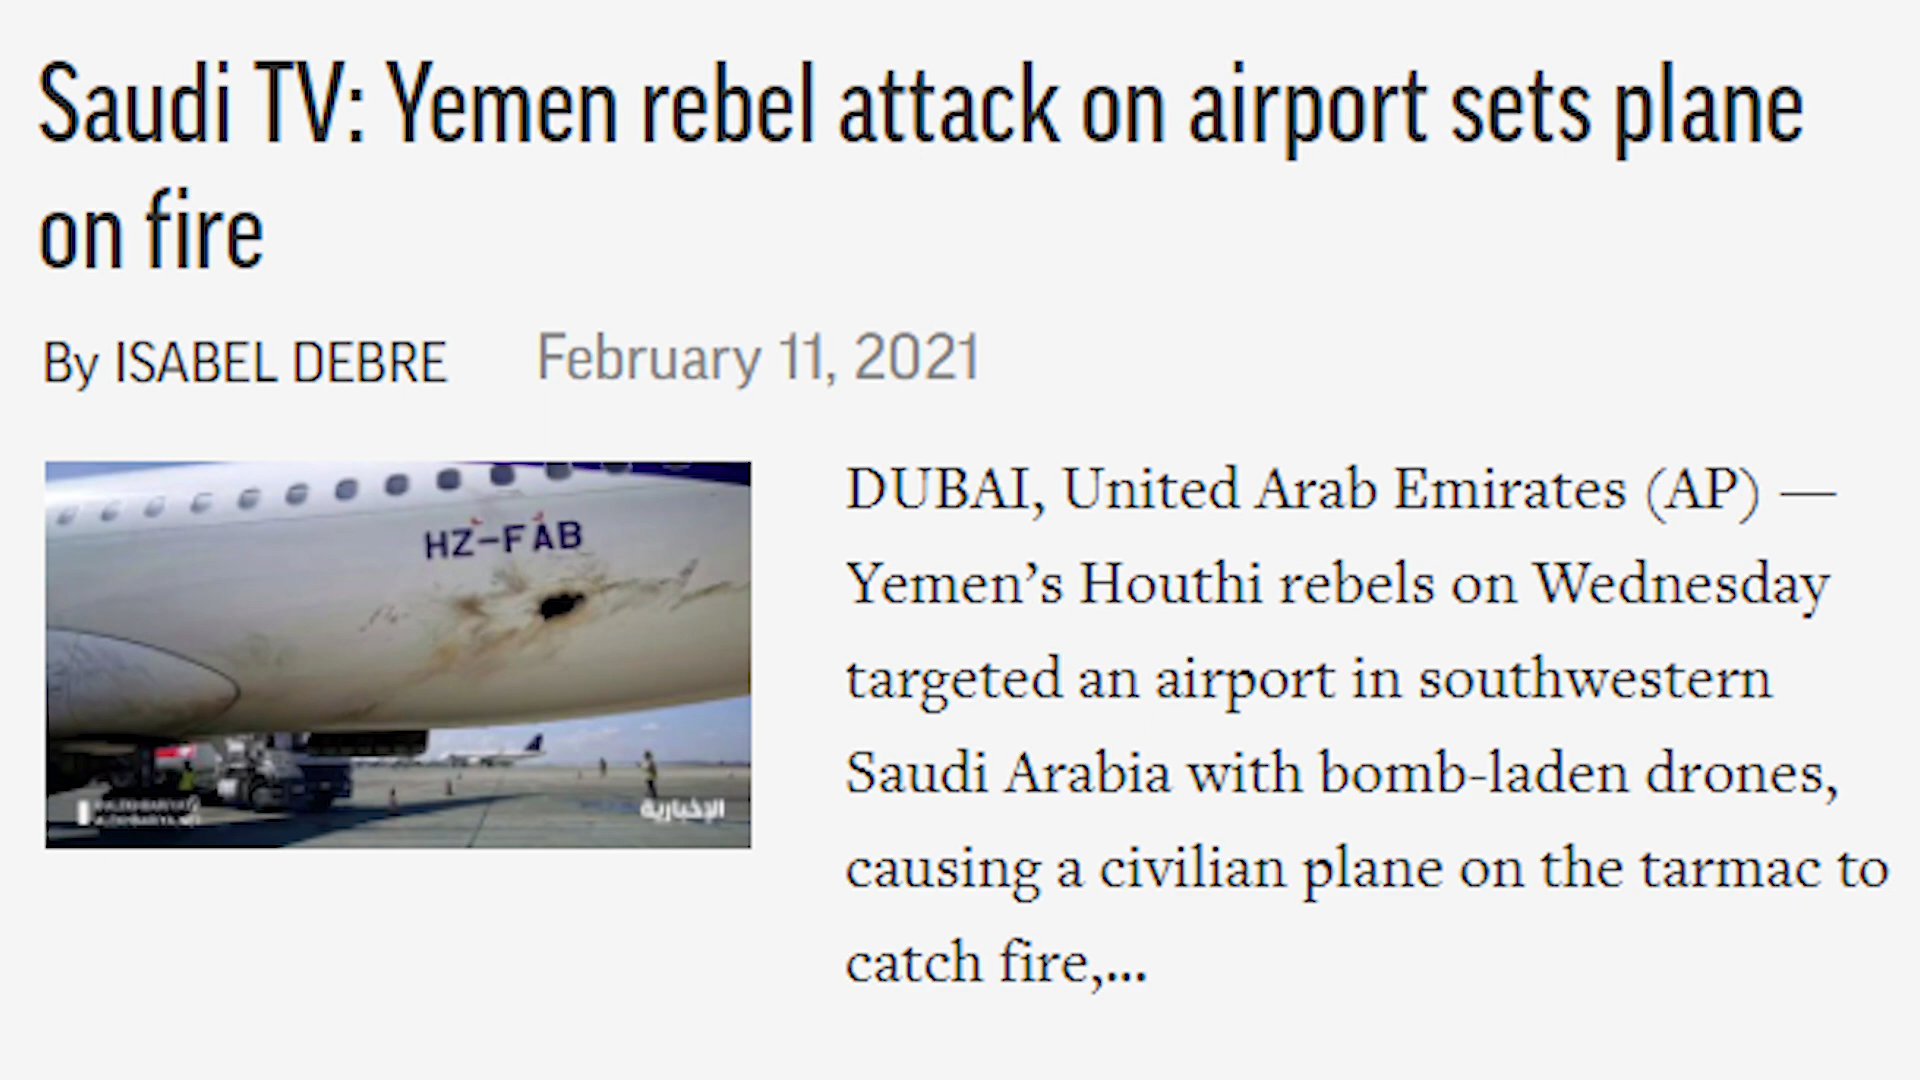 Saudi TV: Yemen rebel attack on airport sets plane
on fire
By ISABEL DEBRE February 11, 2021
HZ-FAB
الإخبارية
DUBAI, United Arab Emirates (AP) —
Yemen’s Houthi rebels on Wednesday
targeted an airport in southwestern
Saudi Arabia with bomb-laden drones,
causing a civilian plane on the tarmac to
catch fire,...